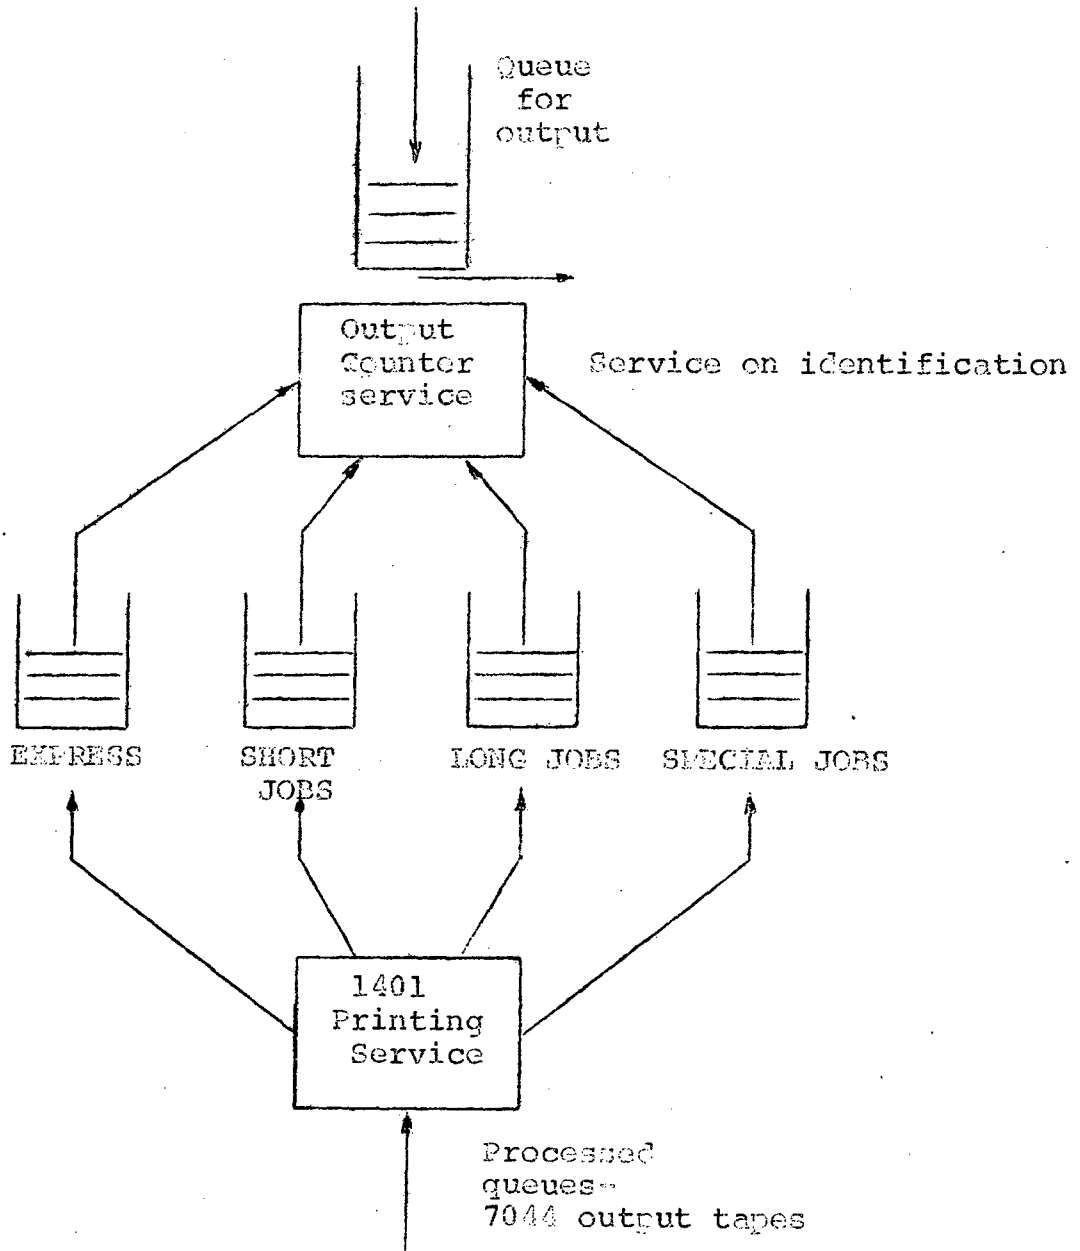 Queue
for
output
Output
Counter
service
Service on identification
EXPRESS
SHORT
JOBS
LONG JOBS
SPECIAL JOBS
1401
Printing
Service
Processed
queues--
7044 output tapes